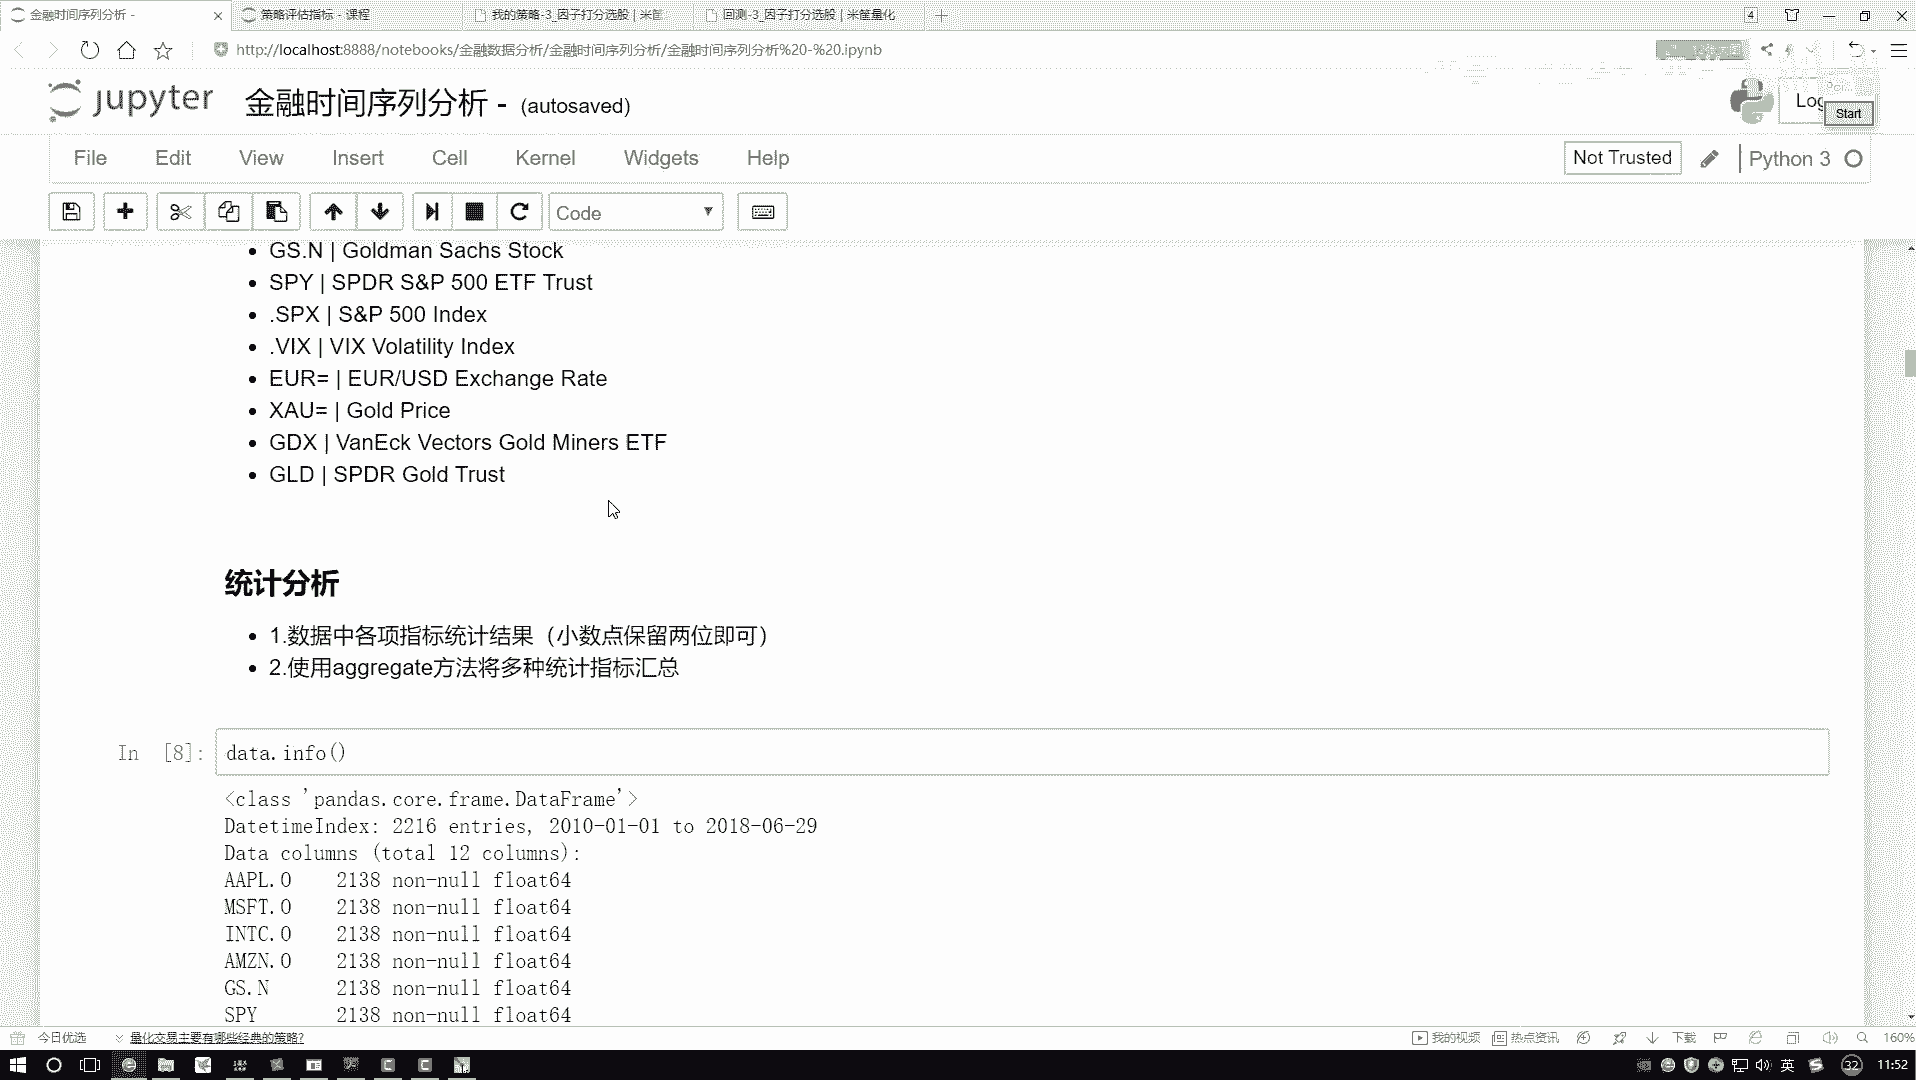 金融时间序列分析 -
策略评估指标 - 课程
我的策略-3_因子打分选股 | 米筐
回测-3_因子打分选股 | 米筐量化
4
http://localhost:8888/notebooks/金融数据分析/金融时间序列分析/金融时间序列分析%20-%20.ipynb
jupyter
金融时间序列分析 - (autosaved)
Log
Start
File
Edit
View
Insert
Cell
Kernel
Widgets
Help
Not Trusted
Python 3
Code
GS.N | Goldman Sachs Stock
SPY | SPDR S&P 500 ETF Trust
.SPX | S&P 500 Index
.VIX | VIX Volatility Index
EUR= | EUR/USD Exchange Rate
XAU= | Gold Price
GDX | VanEck Vectors Gold Miners ETF
GLD | SPDR Gold Trust
统计分析
1.数据中各项指标统计结果（小数点保留两位即可）
2.使用aggregate方法将多种统计指标汇总
In [8]:
data.info()
<class 'pandas.core.frame.DataFrame'>
DatetimeIndex: 2216 entries, 2010-01-01 to 2018-06-29
Data columns (total 12 columns):
AAPL.O 2138 non-null float64
MSFT.O 2138 non-null float64
INTC.O 2138 non-null float64
AMZN.O 2138 non-null float64
GS.N 2138 non-null float64
SPY 2138 non-null float64
今日优选
量化交易主要有哪些经典的策略?
我的视频
热点资讯
下载
160%
英
32
11:52